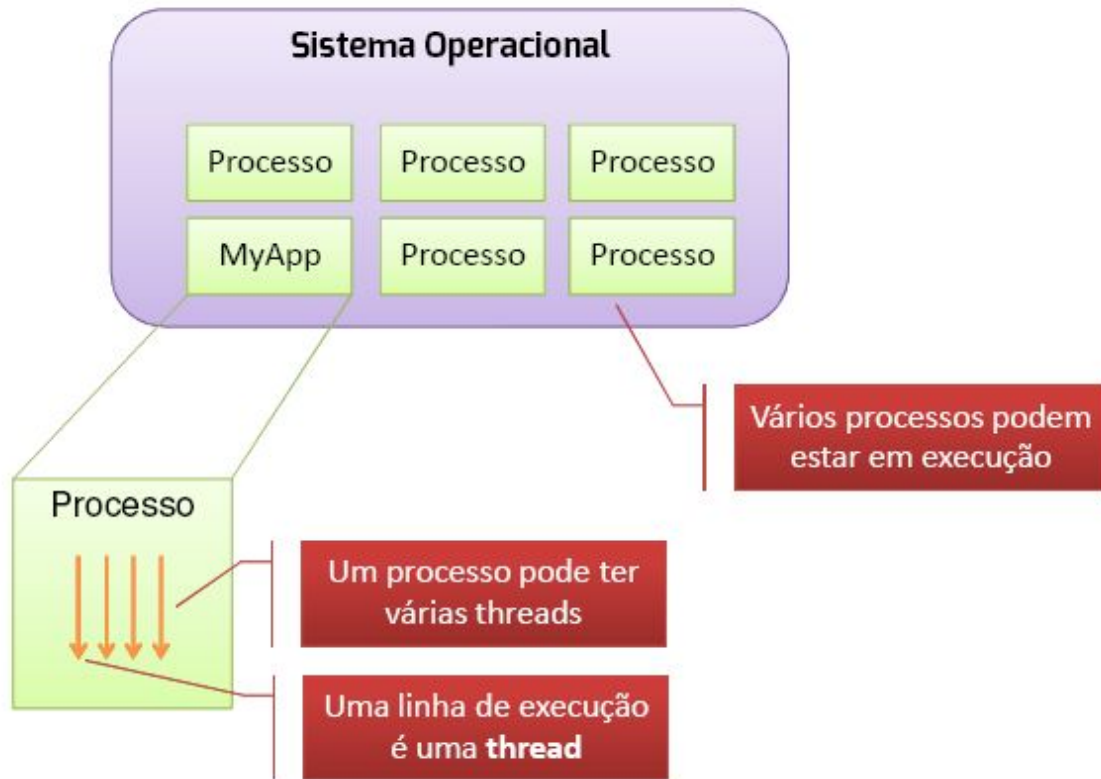 Sistema Operacional
Processo Processo Processo
MyApp Processo Processo
Vários processos podem
estar em execução
Processo
Um processo pode ter
várias threads
Uma linha de execução
é uma thread